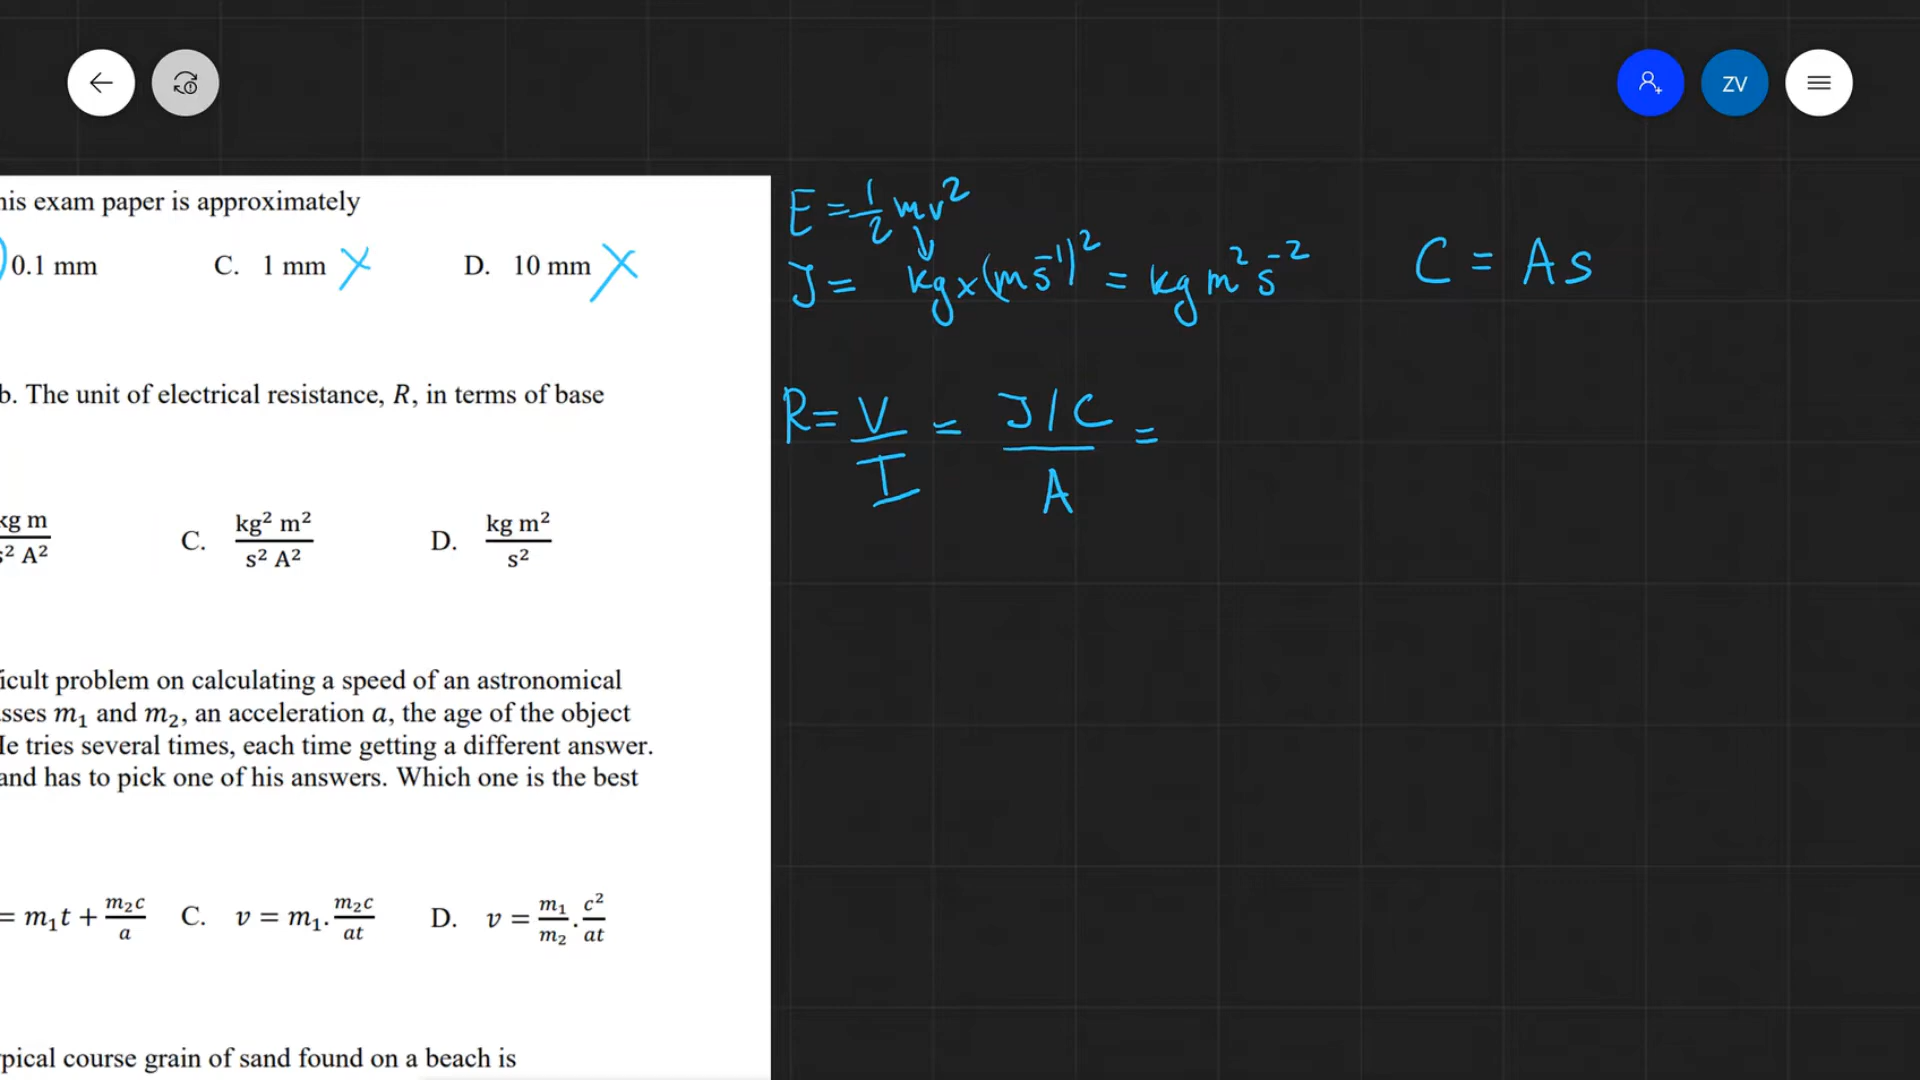 ZV
his exam paper is approximately
0.1 mm C. 1 mm D. 10 mm
b. The unit of electrical resistance, R, in terms of base
kg m / s² A² C. kg² m² / s² A² D. kg m² / s²
icult problem on calculating a speed of an astronomical
sses m₁ and m₂, an acceleration a, the age of the object
He tries several times, each time getting a different answer.
and has to pick one of his answers. Which one is the best
= m₁t + m₂c/a C. v = m₁. m₂c/at D. v = m₁/m₂ . c²/at
ypical course grain of sand found on a beach is
E = 1/2 mv²
J = kg x (m s⁻¹)² = kg m² s⁻²
C = A s
R = V/I = J/C / A =